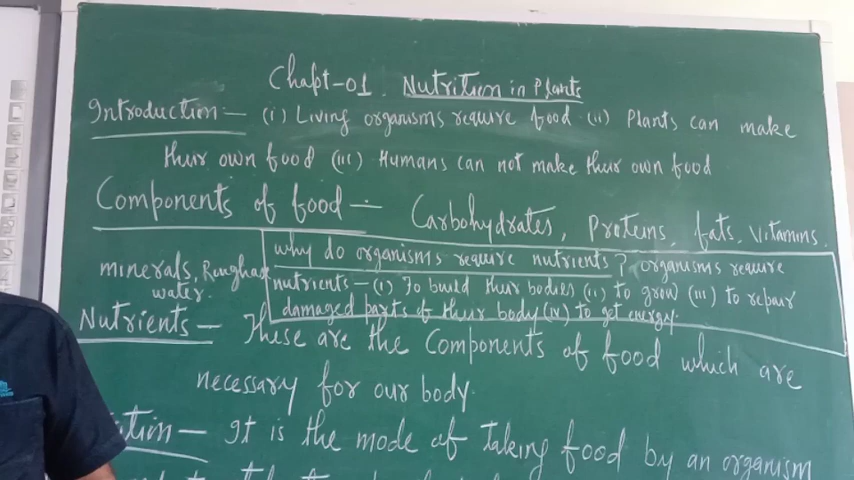 Chapt-01. Nutrition in Plants
Introduction — (i) Living organisms require food (ii) Plants can make
their own food (iii) Humans can not make their own food
Components of food :- Carbohydrates, Proteins, fats, Vitamins,
minerals, Roughage
water.
why do organisms require nutrients? organisms require
nutrients — (i) To build their bodies (ii) to grow (iii) to repair
damaged parts of their body (iv) to get energy.
Nutrients — These are the Components of food which are
necessary for our body.
It is the mode of taking food by an organism